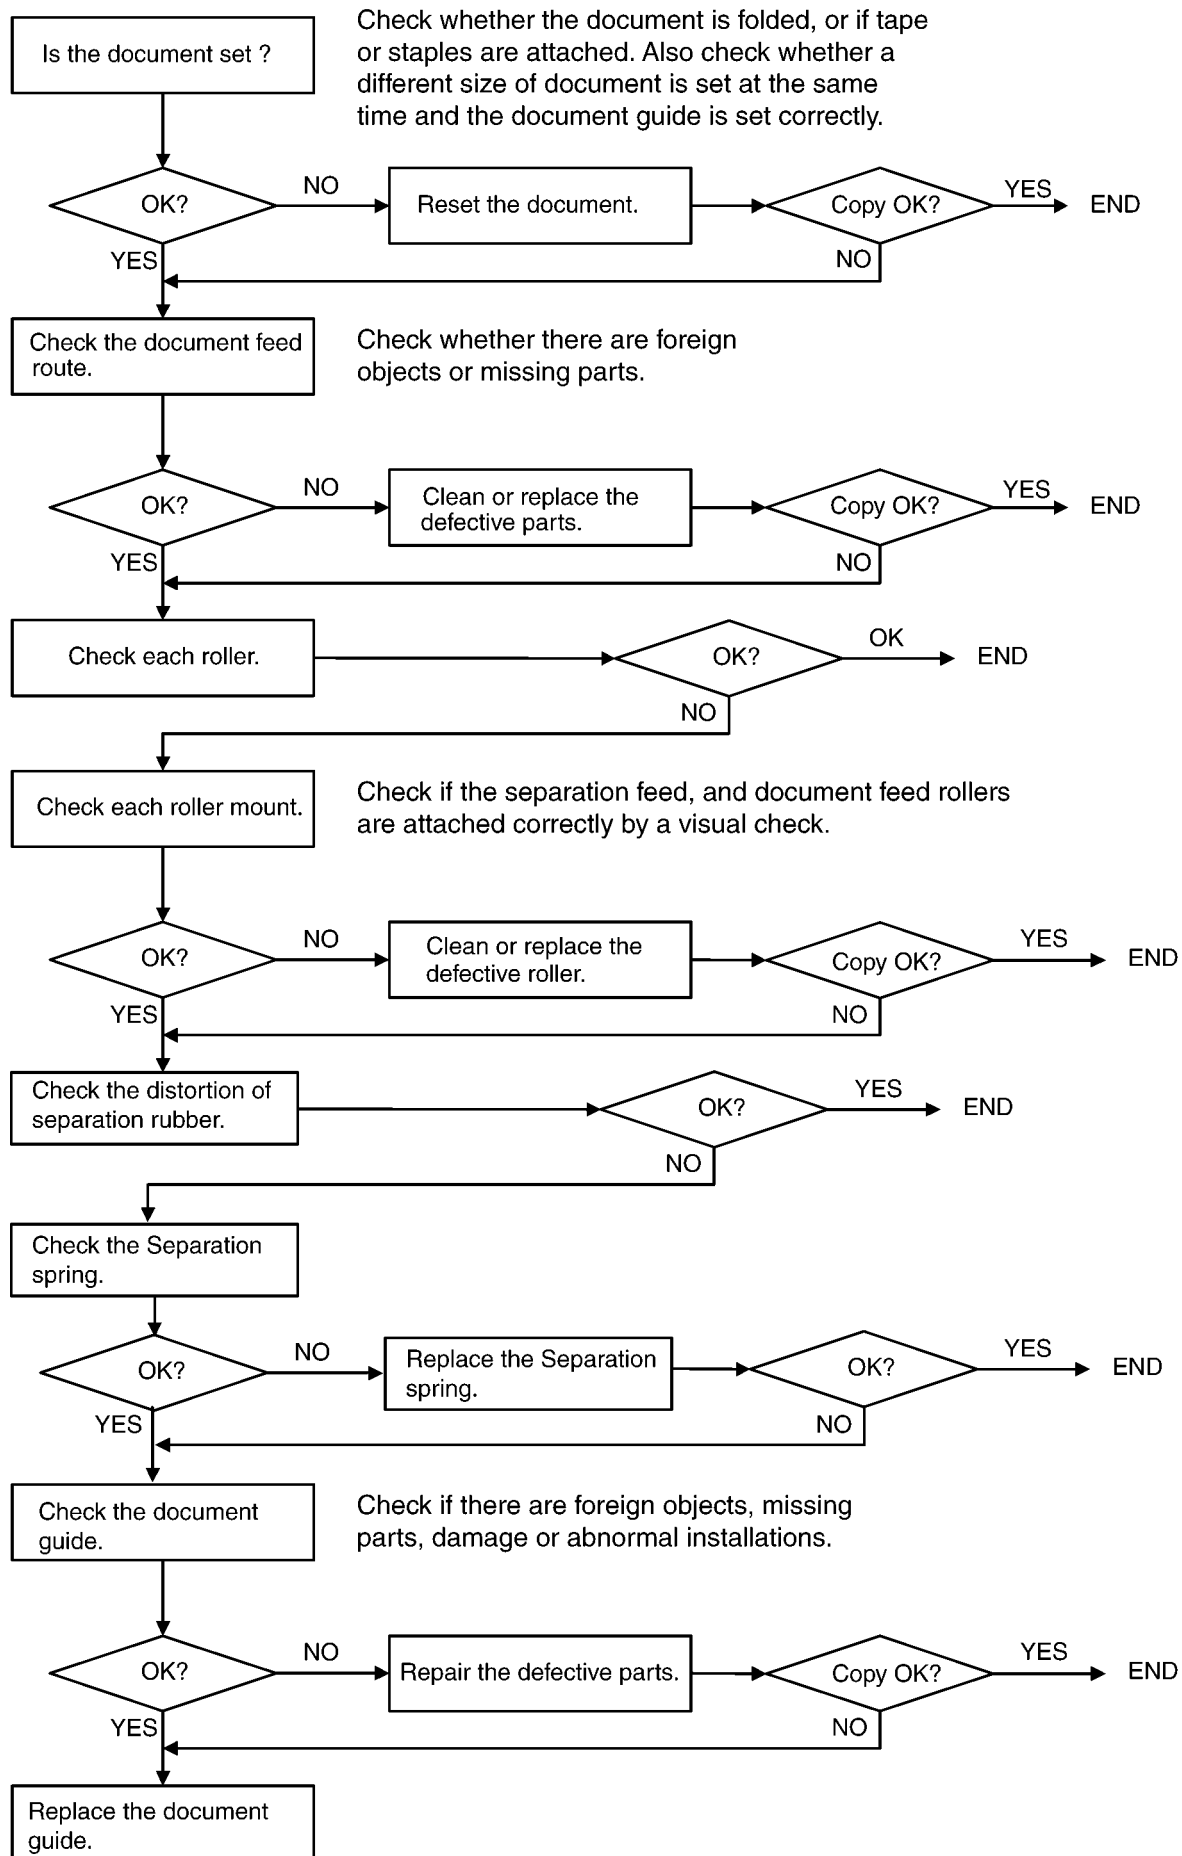 Is the document set ?
Check whether the document is folded, or if tape
or staples are attached. Also check whether a
different size of document is set at the same
time and the document guide is set correctly.
OK?
NO
Reset the document.
Copy OK?
YES
END
YES
NO
Check the document feed
route.
Check whether there are foreign
objects or missing parts.
OK?
NO
Clean or replace the
defective parts.
Copy OK?
YES
END
YES
NO
Check each roller.
OK?
OK
END
NO
Check each roller mount.
Check if the separation feed, and document feed rollers
are attached correctly by a visual check.
OK?
NO
Clean or replace the
defective roller.
Copy OK?
YES
END
YES
NO
Check the distortion of
separation rubber.
OK?
YES
END
NO
Check the Separation
spring.
OK?
NO
Replace the Separation
spring.
OK?
YES
END
YES
NO
Check the document
guide.
Check if there are foreign objects, missing
parts, damage or abnormal installations.
OK?
NO
Repair the defective parts.
Copy OK?
YES
END
YES
NO
Replace the document
guide.